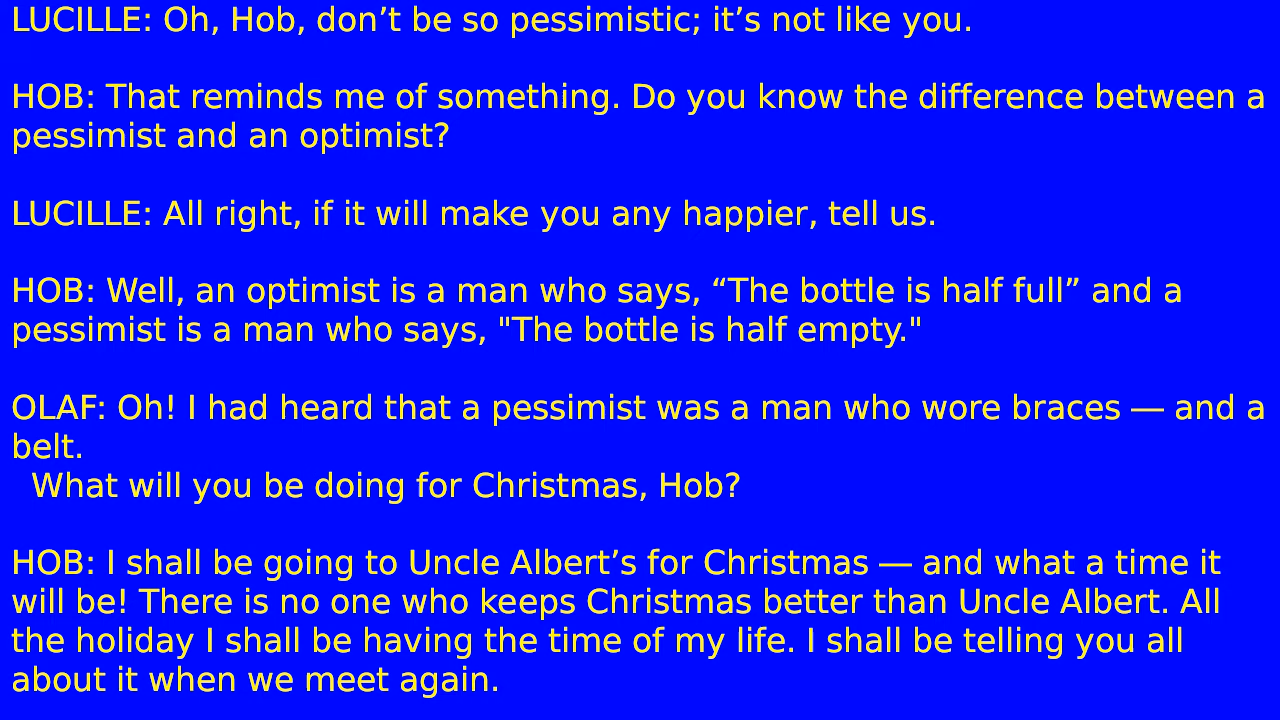 LUCILLE: Oh, Hob, don’t be so pessimistic; it’s not like you.
HOB: That reminds me of something. Do you know the difference between a
pessimist and an optimist?
LUCILLE: All right, if it will make you any happier, tell us.
HOB: Well, an optimist is a man who says, “The bottle is half full” and a
pessimist is a man who says, "The bottle is half empty."
OLAF: Oh! I had heard that a pessimist was a man who wore braces — and a
belt.
What will you be doing for Christmas, Hob?
HOB: I shall be going to Uncle Albert’s for Christmas — and what a time it
will be! There is no one who keeps Christmas better than Uncle Albert. All
the holiday I shall be having the time of my life. I shall be telling you all
about it when we meet again.